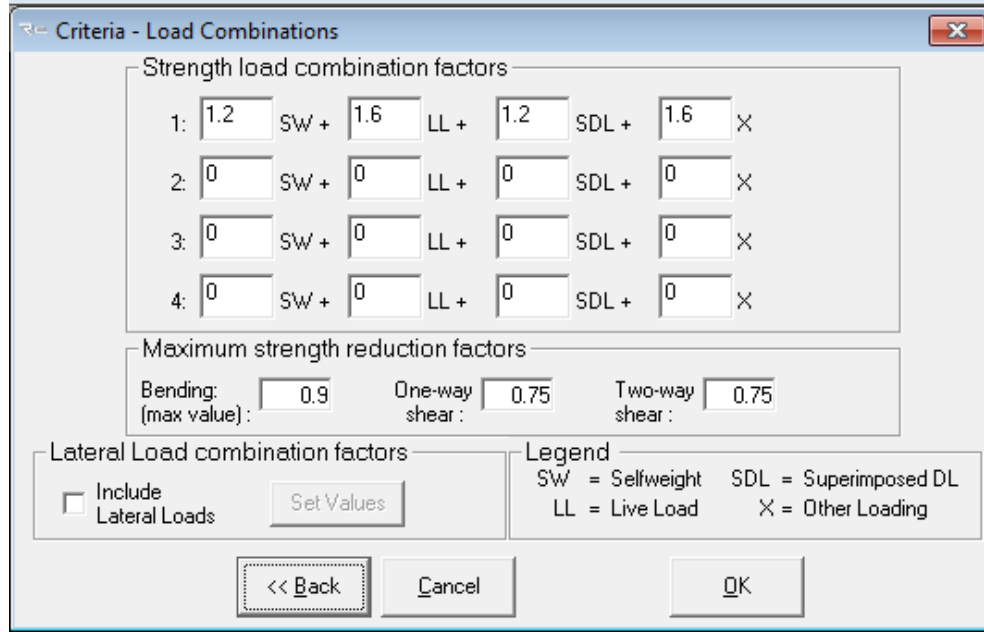 Criteria - Load Combinations
Strength load combination factors
1: 1.2 SW + 1.6 LL + 1.2 SDL + 1.6 X
2: 0 SW + 0 LL + 0 SDL + 0 X
3: 0 SW + 0 LL + 0 SDL + 0 X
4: 0 SW + 0 LL + 0 SDL + 0 X
Maximum strength reduction factors
Bending: (max value) : 0.9 One-way shear : 0.75 Two-way shear : 0.75
Lateral Load combination factors
Include
Lateral Loads
Set Values
Legend
SW = Selfweight SDL = Superimposed DL
LL = Live Load X = Other Loading
<< Back Cancel OK